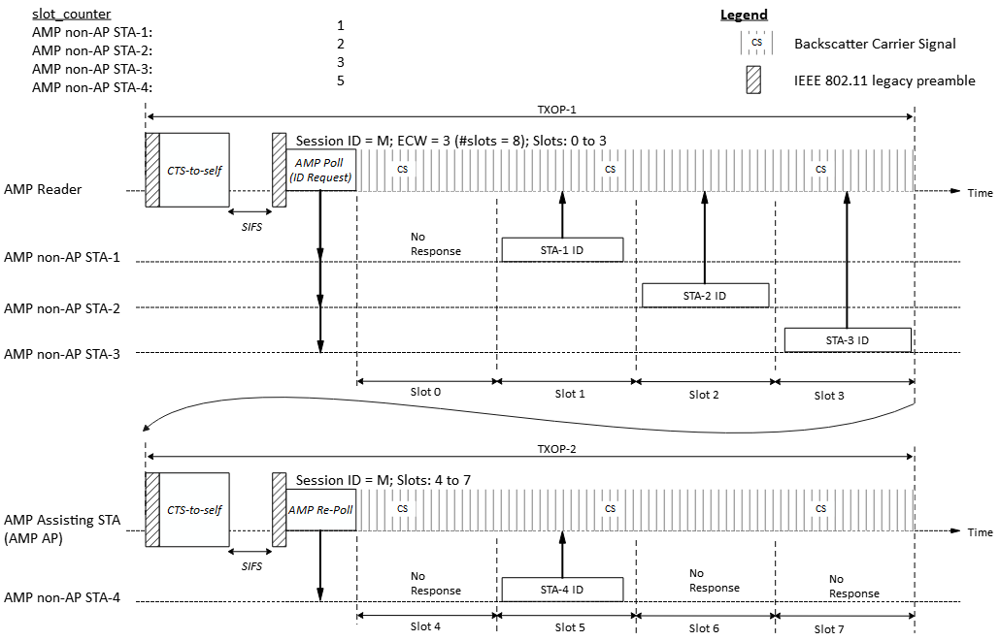 slot_counter
AMP non-AP STA-1: 1
AMP non-AP STA-2: 2
AMP non-AP STA-3: 3
AMP non-AP STA-4: 5
Legend
CS Backscatter Carrier Signal
IEEE 802.11 legacy preamble
TXOP-1
Session ID = M; ECW = 3 (#slots = 8); Slots: 0 to 3
AMP Reader
CTS-to-self
AMP Poll
(ID Request)
CS
CS
CS
Time
SIFS
No
Response
AMP non-AP STA-1
STA-1 ID
AMP non-AP STA-2
STA-2 ID
AMP non-AP STA-3
STA-3 ID
Slot 0
Slot 1
Slot 2
Slot 3
TXOP-2
Session ID = M; Slots: 4 to 7
AMP Assisting STA
(AMP AP)
CTS-to-self
AMP Re-Poll
CS
CS
CS
Time
SIFS
AMP non-AP STA-4
No
Response
STA-4 ID
No
Response
No
Response
Slot 4
Slot 5
Slot 6
Slot 7